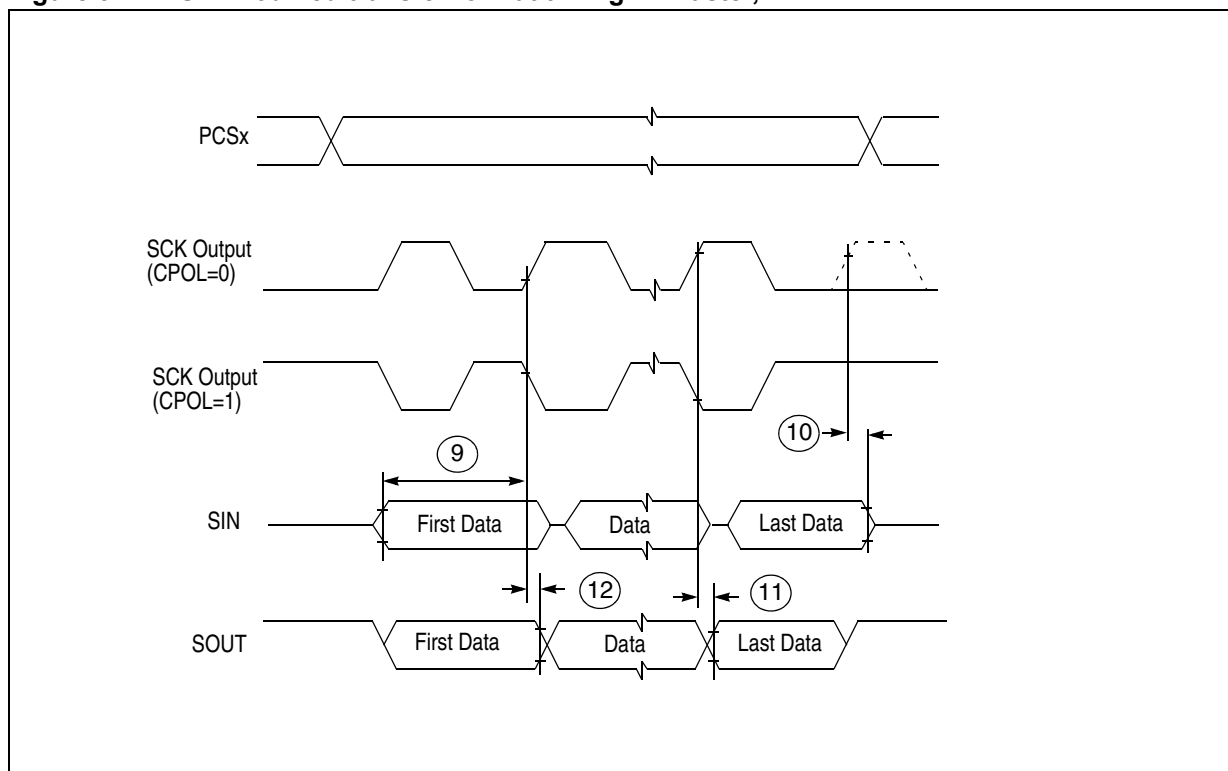 PCSx
SCK Output
(CPOL=0)
SCK Output
(CPOL=1)
10
9
SIN
First Data
Data
Last Data
12
11
SOUT
First Data
Data
Last Data